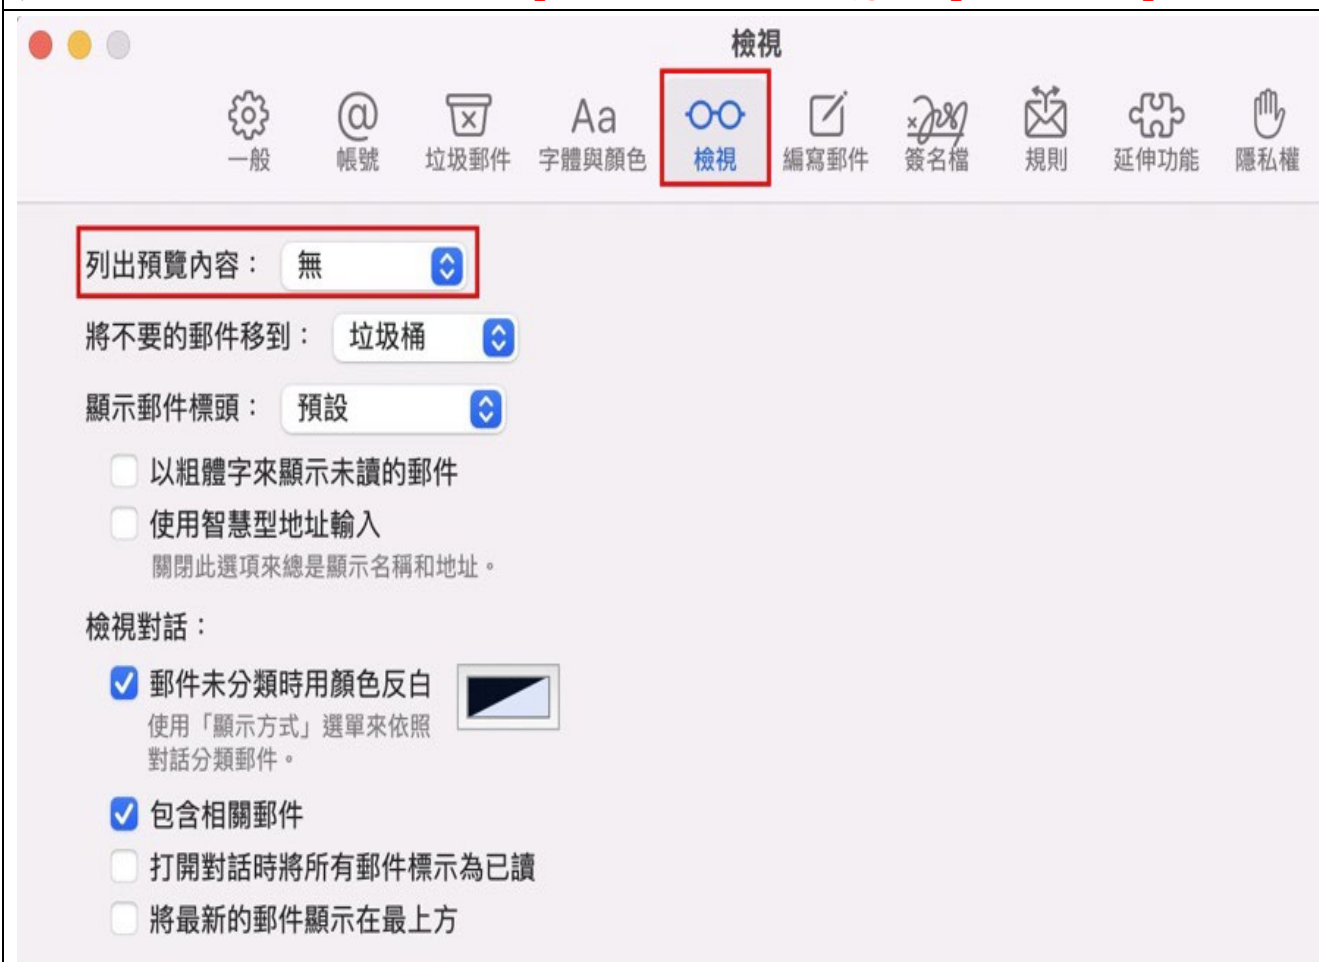 檢視
一般
帳號
垃圾郵件
Aa
字體與顏色
檢視
編寫郵件
簽名檔
規則
延伸功能
隱私權
列出預覽內容： 無
將不要的郵件移到： 垃圾桶
顯示郵件標頭： 預設
以粗體字來顯示未讀的郵件
使用智慧型地址輸入
關閉此選項來總是顯示名稱和地址。
檢視對話：
郵件未分類時用顏色反白
使用「顯示方式」選單來依照
對話分類郵件。
包含相關郵件
打開對話時將所有郵件標示為已讀
將最新的郵件顯示在最上方